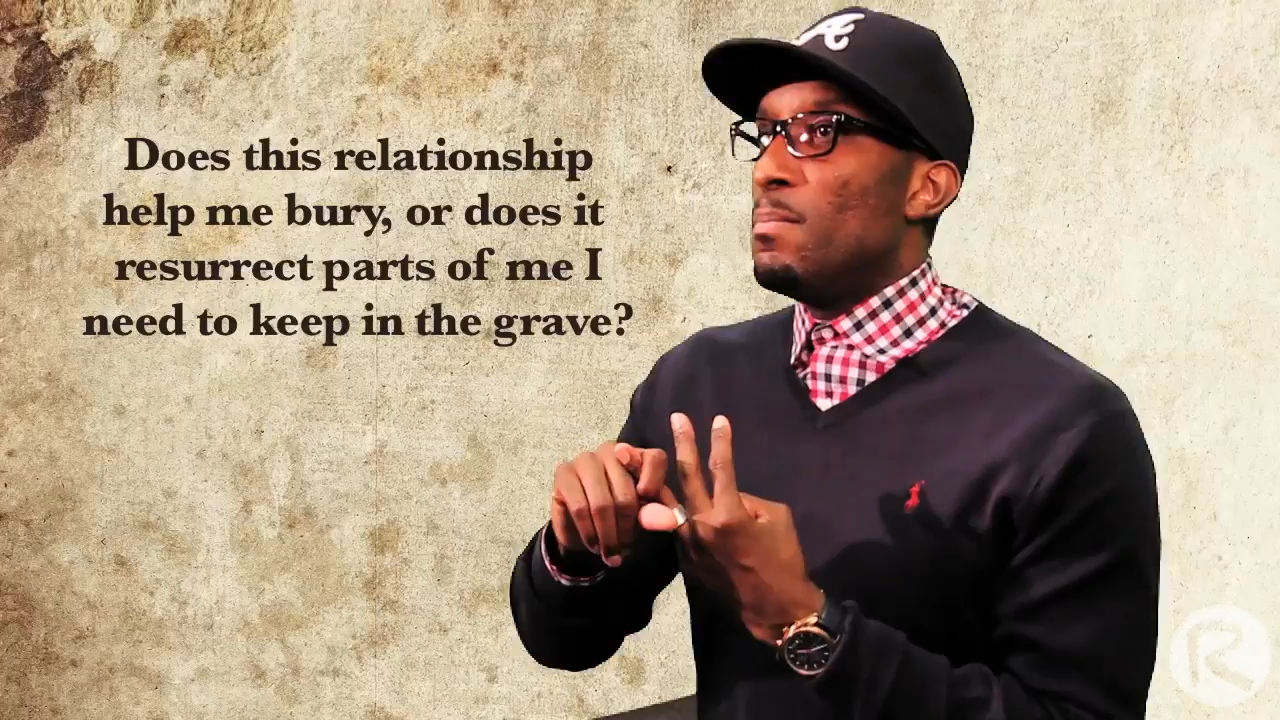 Does this relationship
help me bury, or does it
resurrect parts of me I
need to keep in the grave?
A
R